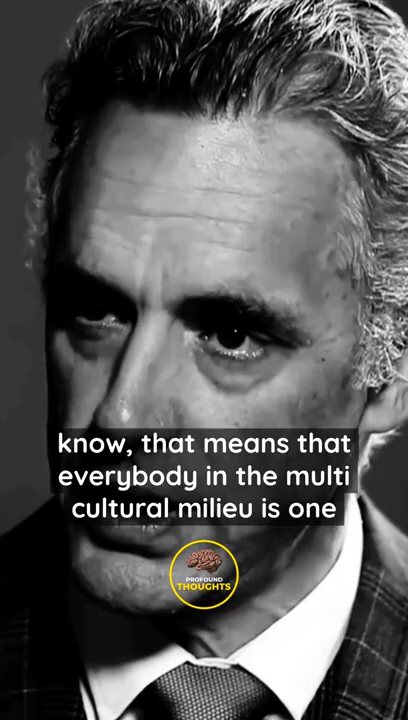 know, that means that
everybody in the multi
cultural milieu is one
PROFOUND
THOUGHTS